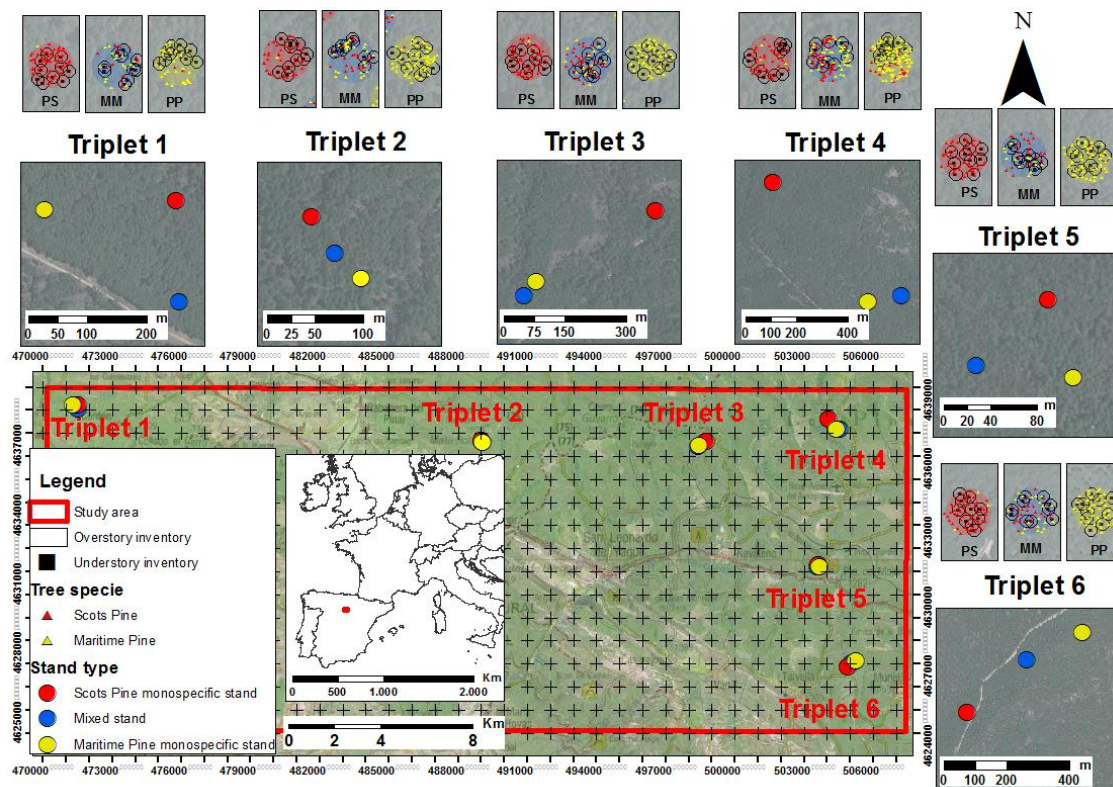 N
PS MM PP
PS MM PP
PS MM PP
PS MM PP
Triplet 1
Triplet 2
Triplet 3
Triplet 4
PS MM PP
Triplet 5
m
0 50 100 200
m
0 25 50 100
m
0 75 150 300
m
0 100 200 400
m
0 20 40 80
470000 473000 476000 479000 482000 485000 488000 491000 494000 497000 500000 503000 506000
Triplet 1
Triplet 2
Triplet 3
Triplet 4
Triplet 5
Triplet 6
4637000
4634000
4631000
4628000
4625000
4639000
4636000
4633000
4630000
4627000
4624000
Legend
Study area
Overstory inventory
Understory inventory
Tree specie
Scots Pine
Maritime Pine
Stand type
Scots Pine monospecific stand
Mixed stand
Maritime Pine monospecific stand
Km
0 500 1.000 2.000
Km
0 2 4 8
470000 473000 476000 479000 482000 485000 488000 491000 494000 497000 500000 503000 506000
PS MM PP
Triplet 6
m
0 100 200 400